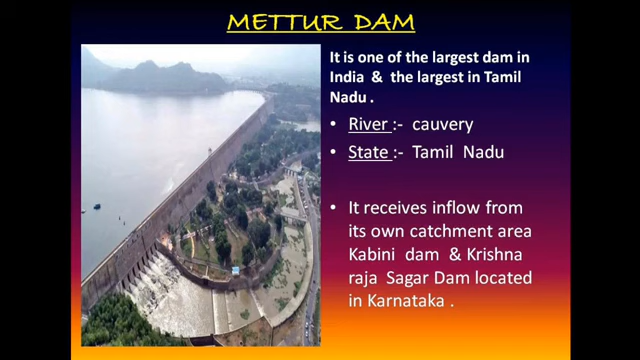 METTUR DAM
It is one of the largest dam in
India & the largest in Tamil
Nadu .
• River :- cauvery
• State :- Tamil Nadu
• It receives inflow from
its own catchment area
Kabini dam & Krishna
raja Sagar Dam located
in Karnataka .